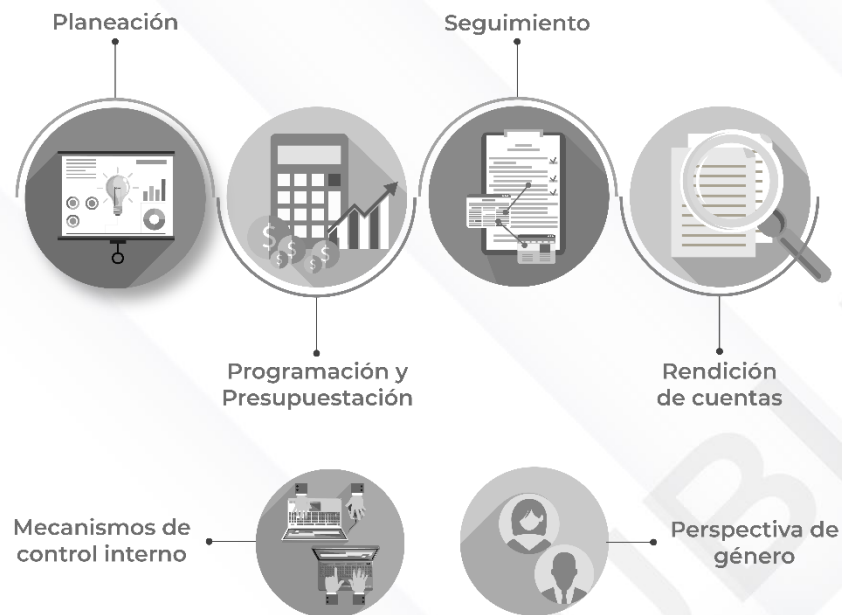 Planeación
Seguimiento
Programación y
Presupuestación
Rendición
de cuentas
Mecanismos de
control interno
Perspectiva de
género